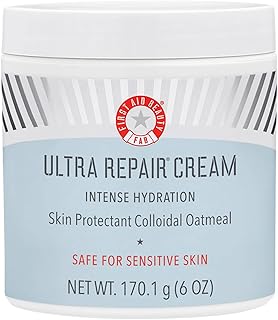 FIRST AID BEAUTY
FAB
ULTRA REPAIR® CREAM
INTENSE HYDRATION
Skin Protectant Colloidal Oatmeal
SAFE FOR SENSITIVE SKIN
NET WT. 170.1 g (6 OZ)